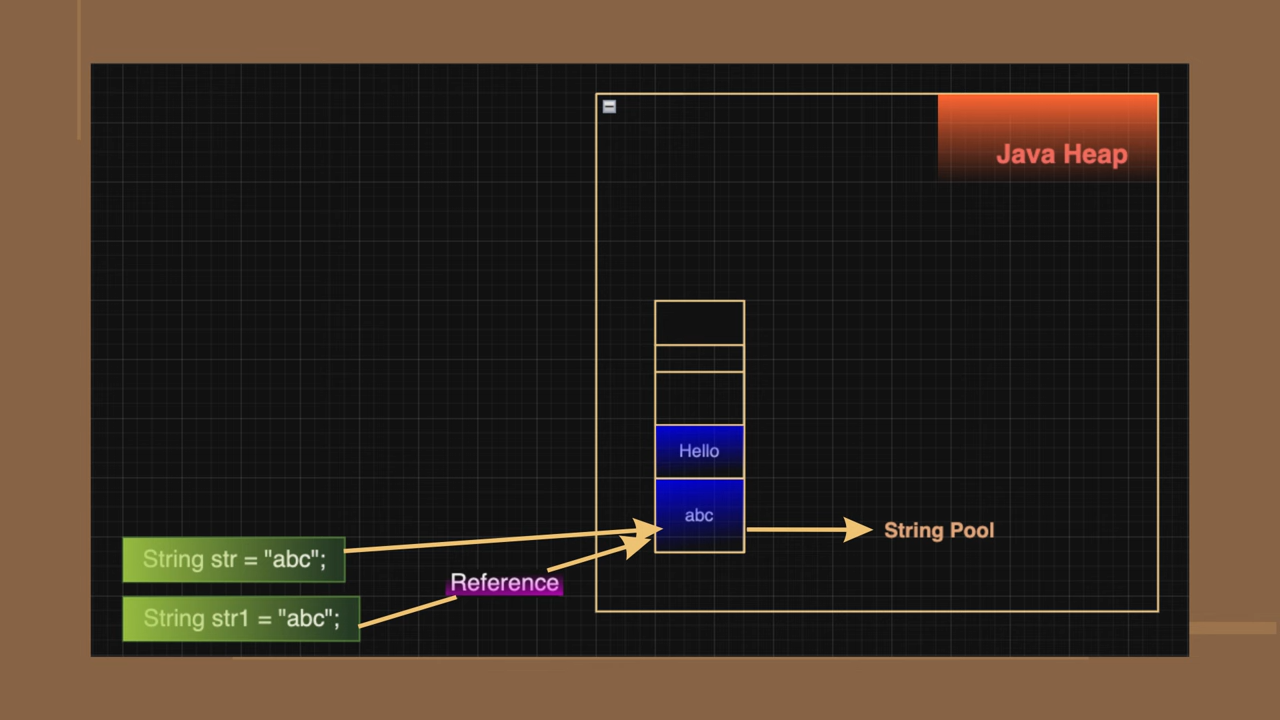 Java Heap
Hello
abc
String Pool
String str = "abc";
Reference
String str1 = "abc";